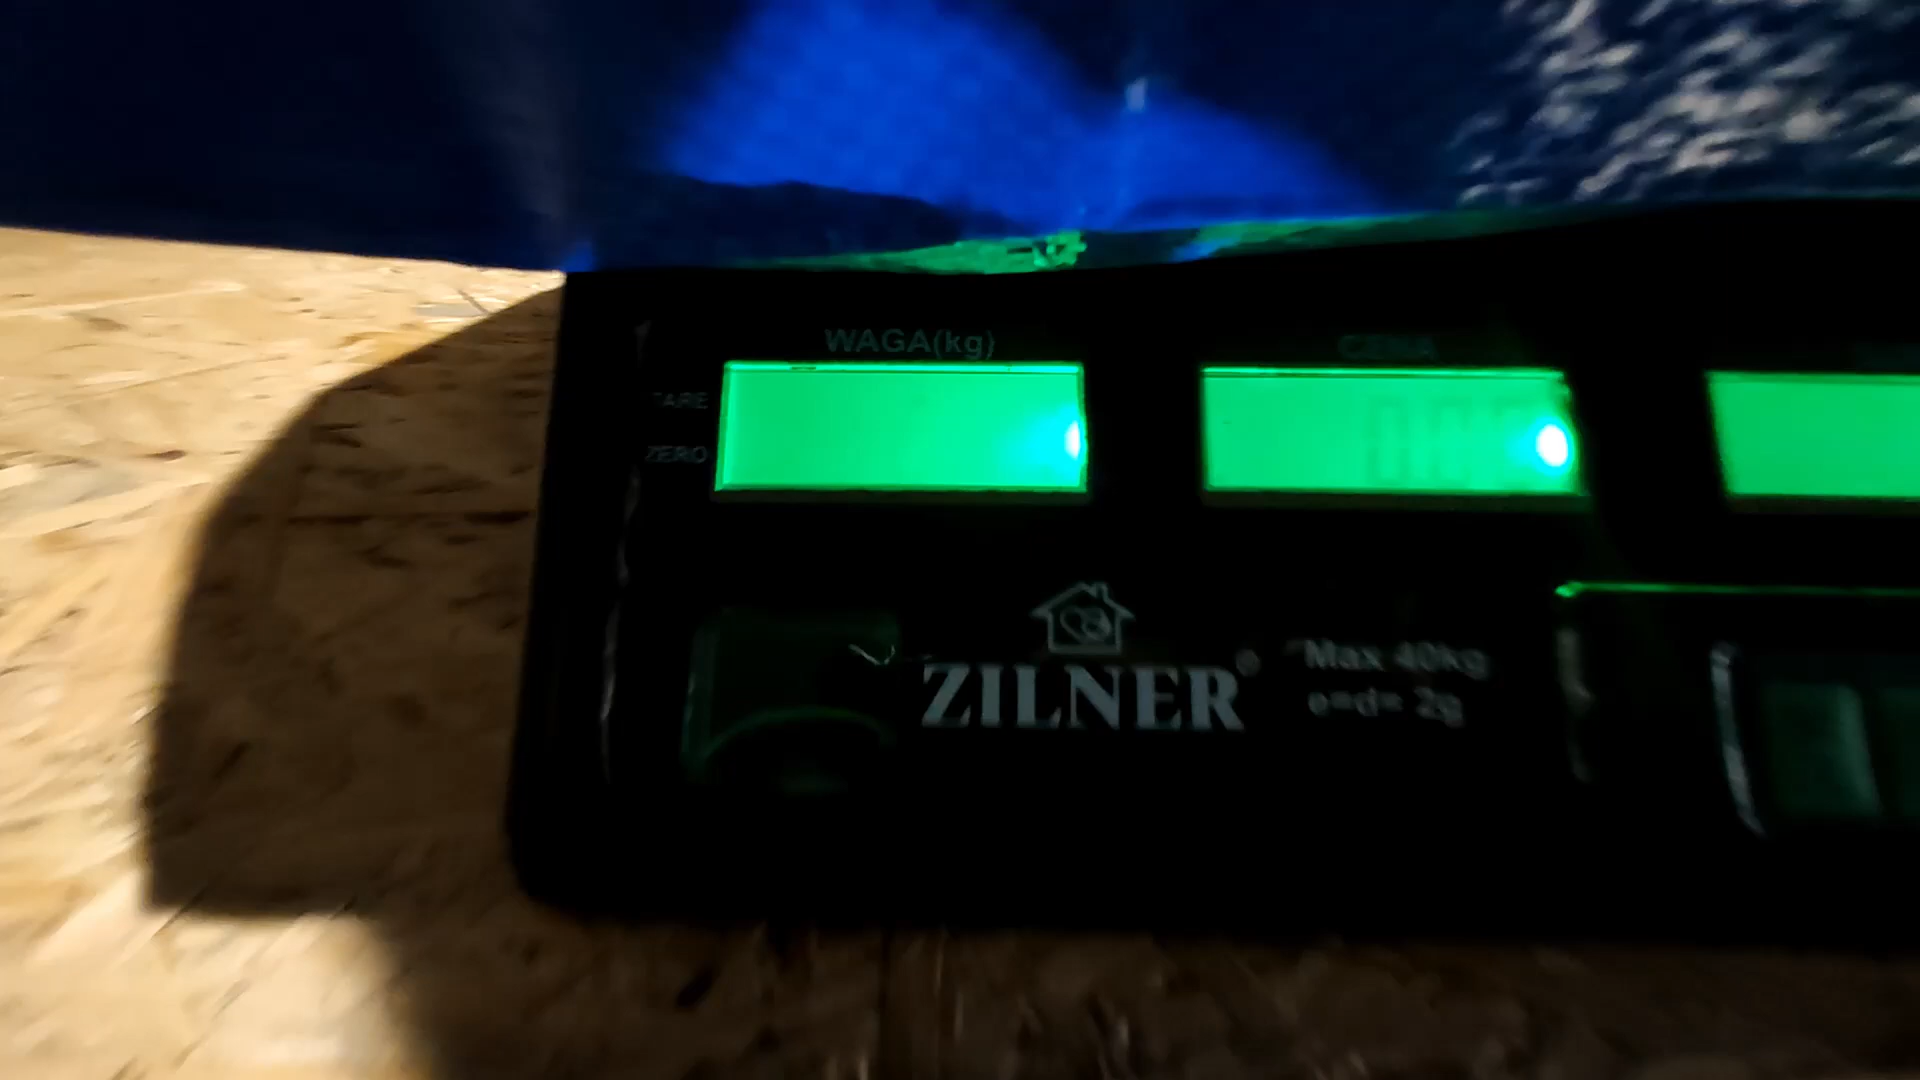 WAGA(kg)
CENA
TARE
ZERO
ZILNER®
Max 40kg
e=d= 2g